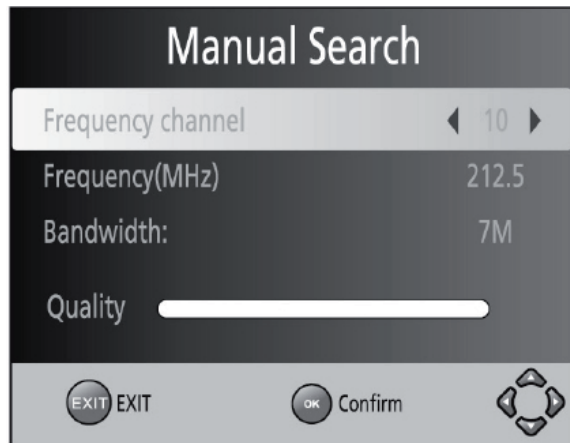 Manual Search
Frequency channel 10
Frequency(MHz) 212.5
Bandwidth: 7M
Quality
EXIT EXIT OK Confirm